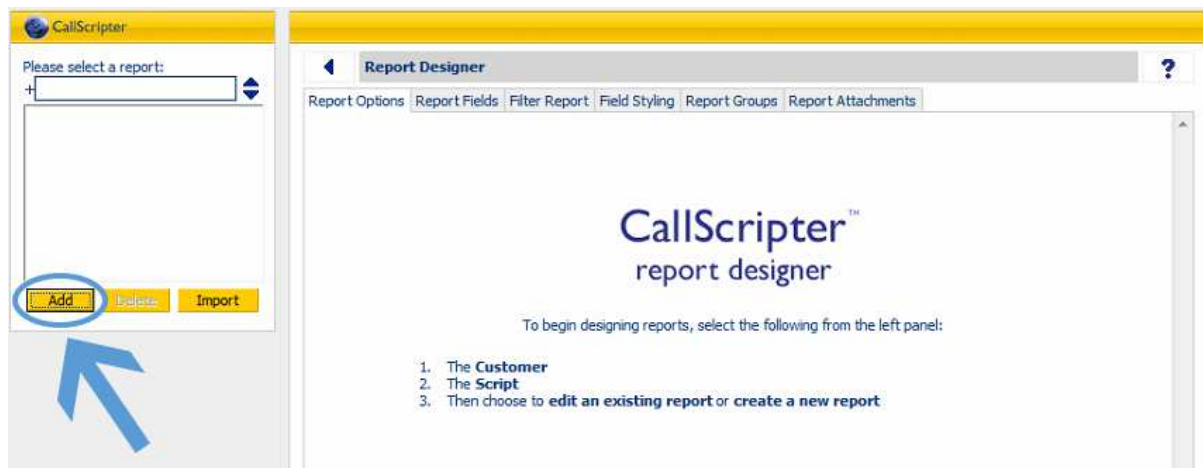 CallScripter
Please select a report:
+
Add Delete Import
Report Designer ?
Report Options Report Fields Filter Report Field Styling Report Groups Report Attachments
CallScripter™
report designer
To begin designing reports, select the following from the left panel:
1. The Customer
2. The Script
3. Then choose to edit an existing report or create a new report